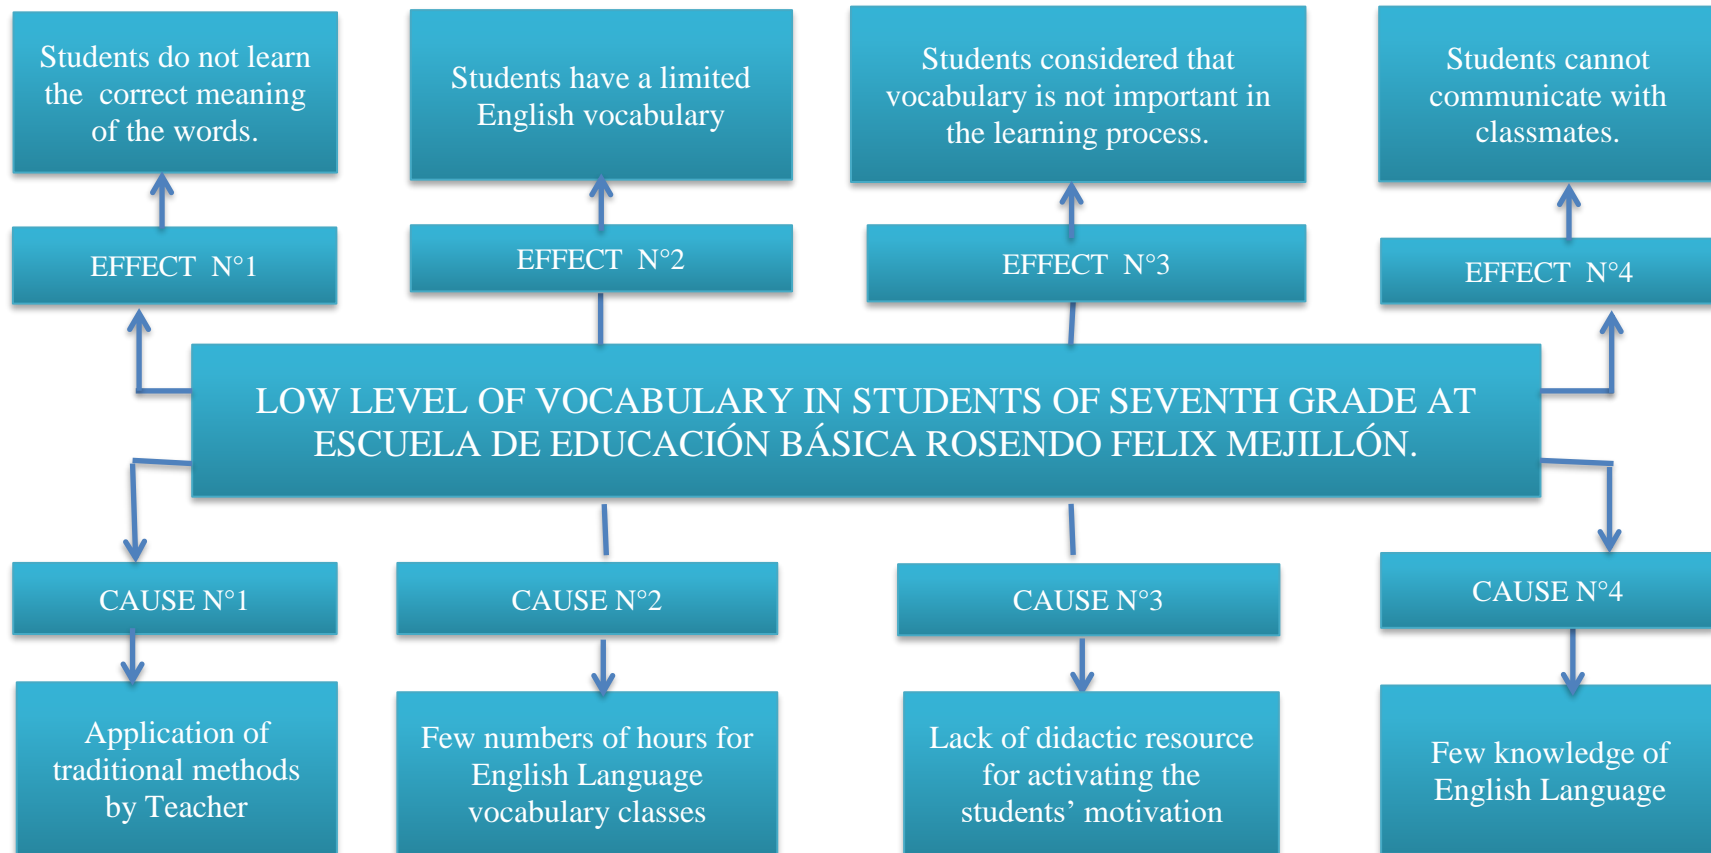 Students do not learn
the  correct meaning
of the words.
Students have a limited
English vocabulary
Students considered that
vocabulary is not important in
the learning process.
Students cannot
communicate with
classmates.
EFFECT  N°1
EFFECT  N°2
EFFECT  N°3
EFFECT  N°4
LOW LEVEL OF VOCABULARY IN STUDENTS OF SEVENTH GRADE AT
ESCUELA DE EDUCACIÓN BÁSICA ROSENDO FELIX MEJILLÓN.
CAUSE N°1
CAUSE N°2
CAUSE N°3
CAUSE N°4
Application of
traditional methods
by Teacher
Few numbers of hours for
English Language
vocabulary classes
Lack of didactic resource
for activating the
students’ motivation
Few knowledge of
English Language